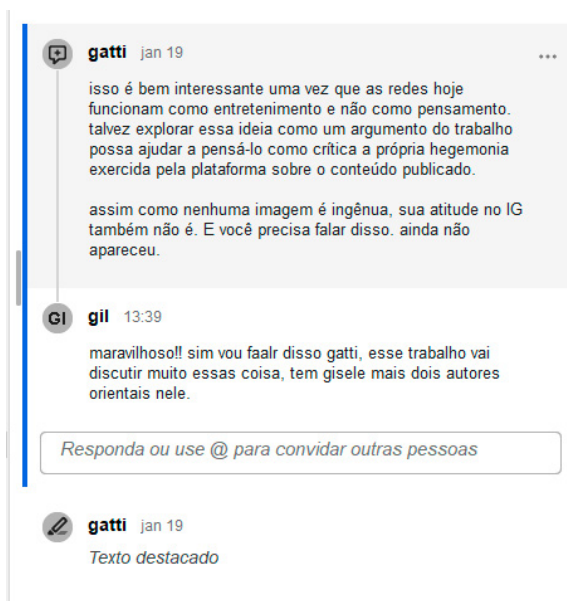 gatti jan 19
isso é bem interessante uma vez que as redes hoje
funcionam como entretenimento e não como pensamento.
talvez explorar essa ideia como um argumento do trabalho
possa ajudar a pensá-lo como crítica a própria hegemonia
exercida pela plataforma sobre o conteúdo publicado.
assim como nenhuma imagem é ingênua, sua atitude no IG
também não é. E você precisa falar disso. ainda não
apareceu.
GI gil 13:39
maravilhoso!! sim vou faalr disso gatti, esse trabalho vai
discutir muito essas coisa, tem gisele mais dois autores
orientais nele.
Responda ou use @ para convidar outras pessoas
gatti jan 19
Texto destacado